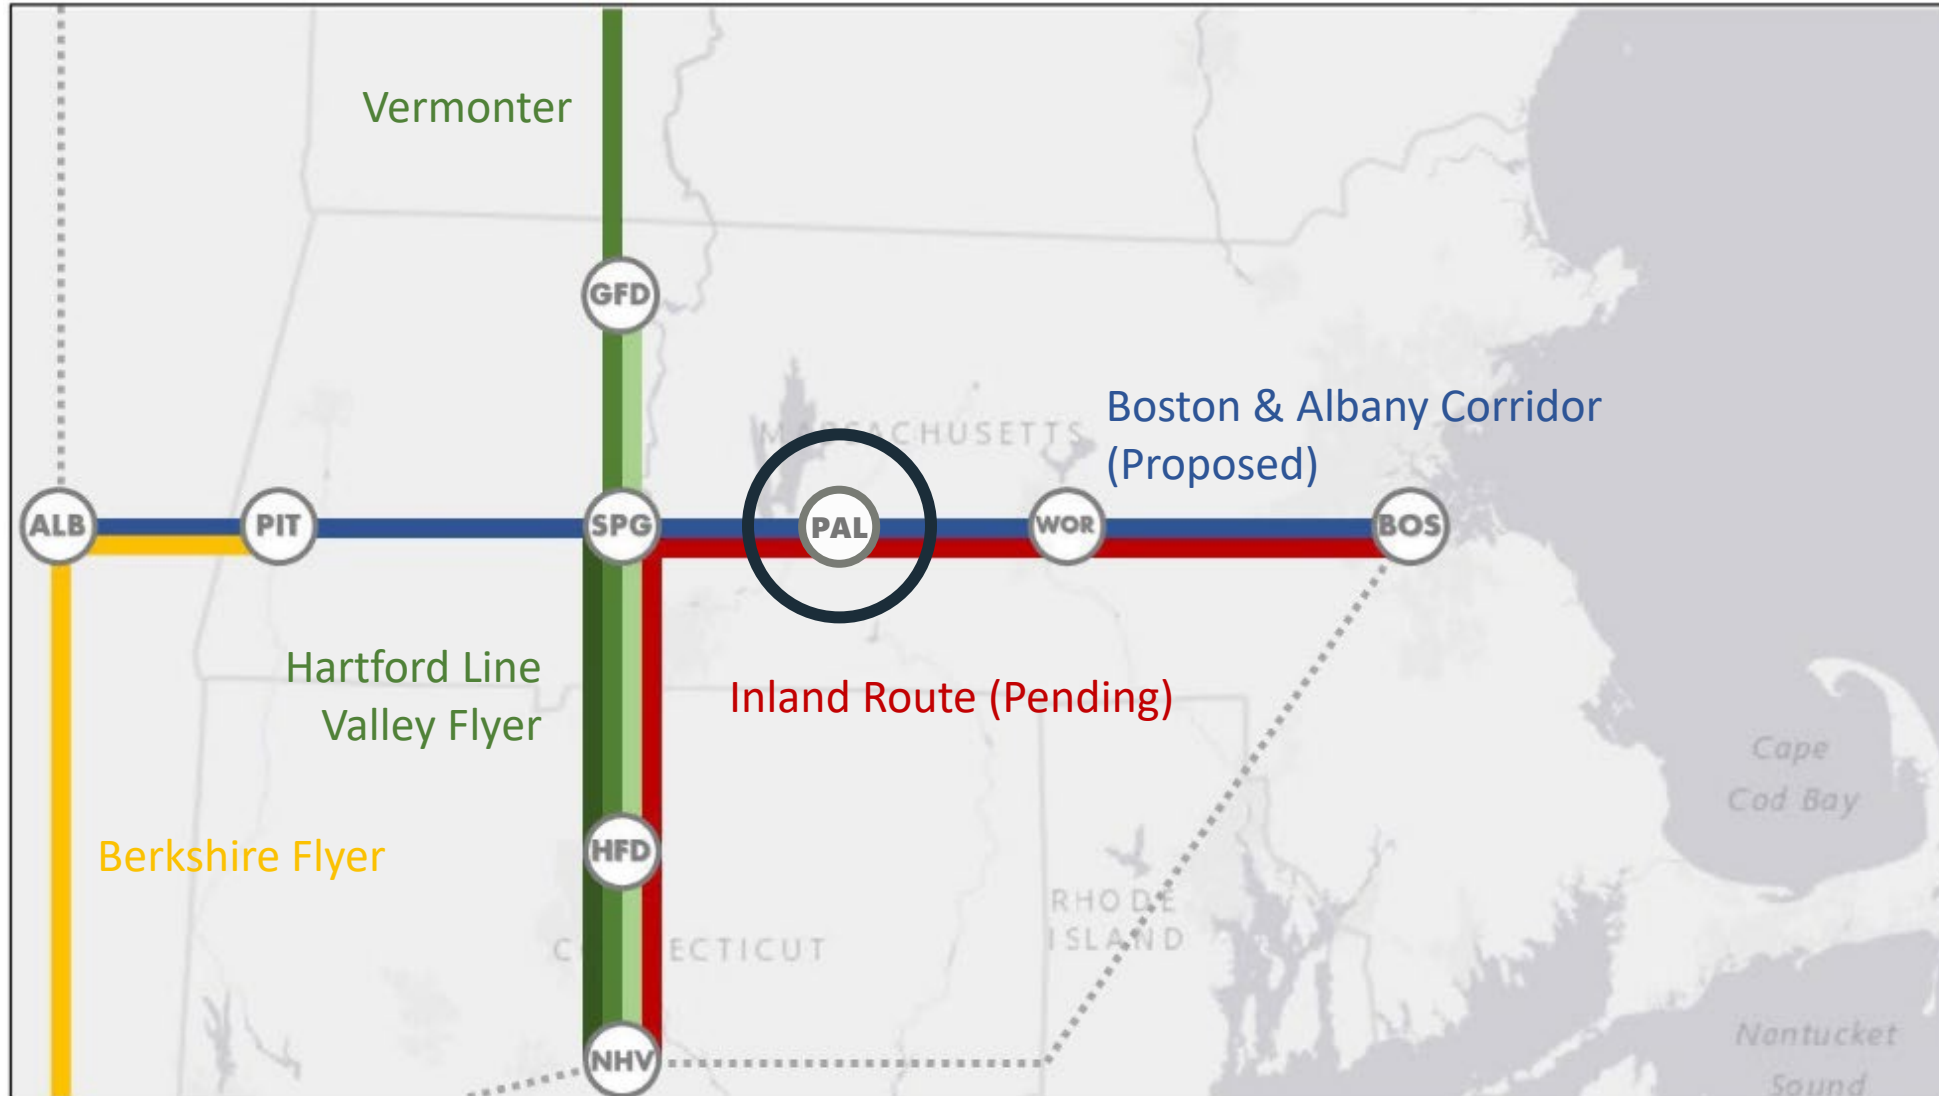 Vermonter
GFD
MASSACHUSETTS
Boston & Albany Corridor
(Proposed)
ALB
PIT
SPG
PAL
WOR
BOS
Hartford Line
Valley Flyer
Inland Route (Pending)
Cape
Cod Bay
Berkshire Flyer
HFD
RHODE
ISLAND
C ECTICUT
NHV
Nantucket
Sound